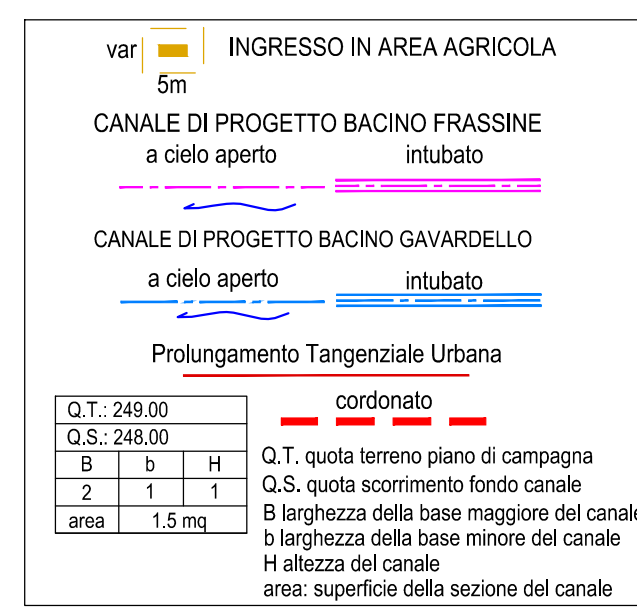 var INGRESSO IN AREA AGRICOLA
5m
CANALE DI PROGETTO BACINO FRASSINE
a cielo aperto intubato
CANALE DI PROGETTO BACINO GAVARDELLO
a cielo aperto intubato
Prolungamento Tangenziale Urbana
cordonato
Q.T.: 249.00
Q.S.: 248.00
B b H
2 1 1
area 1.5 mq
Q.T. quota terreno piano di campagna
Q.S. quota scorrimento fondo canale
B larghezza della base maggiore del canale
b larghezza della base minore del canale
H altezza del canale
area: superficie della sezione del canale